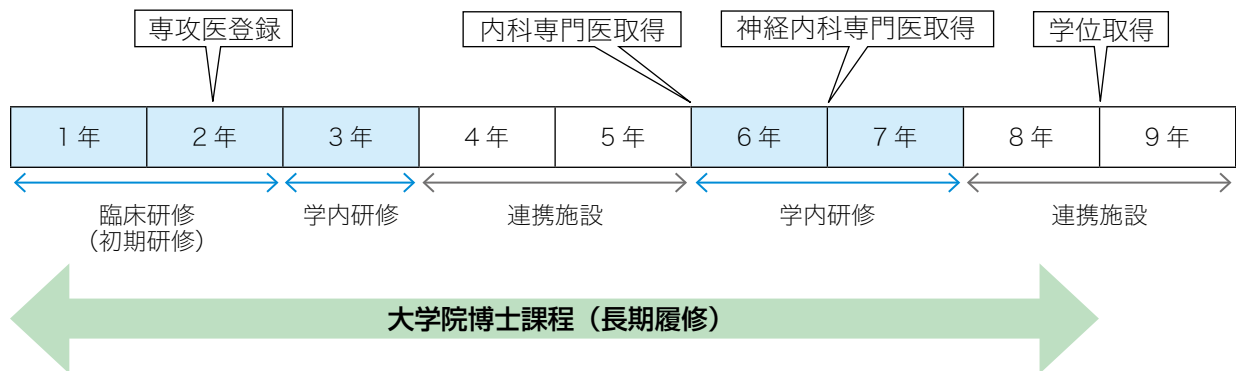 専攻医登録
内科専門医取得
神経内科専門医取得
学位取得
1年
2年
3年
4年
5年
6年
7年
8年
9年
臨床研修
（初期研修）
学内研修
連携施設
学内研修
連携施設
大学院博士課程（長期履修）